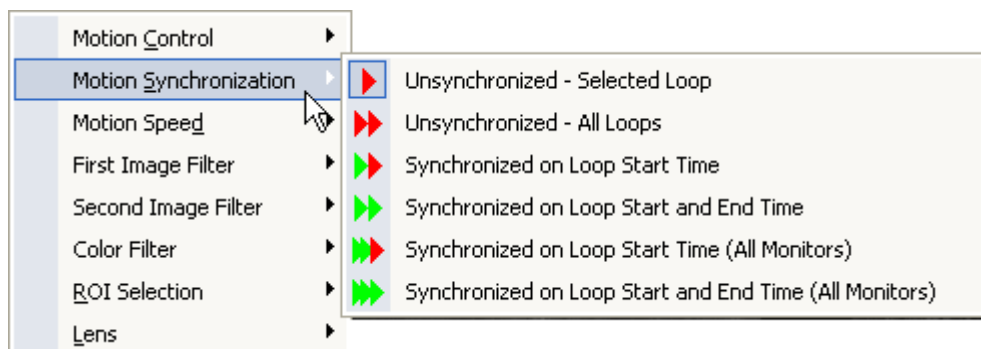 Motion Control
Motion Synchronization
Motion Speed
First Image Filter
Second Image Filter
Color Filter
ROI Selection
Lens
Unsynchronized - Selected Loop
Unsynchronized - All Loops
Synchronized on Loop Start Time
Synchronized on Loop Start and End Time
Synchronized on Loop Start Time (All Monitors)
Synchronized on Loop Start and End Time (All Monitors)